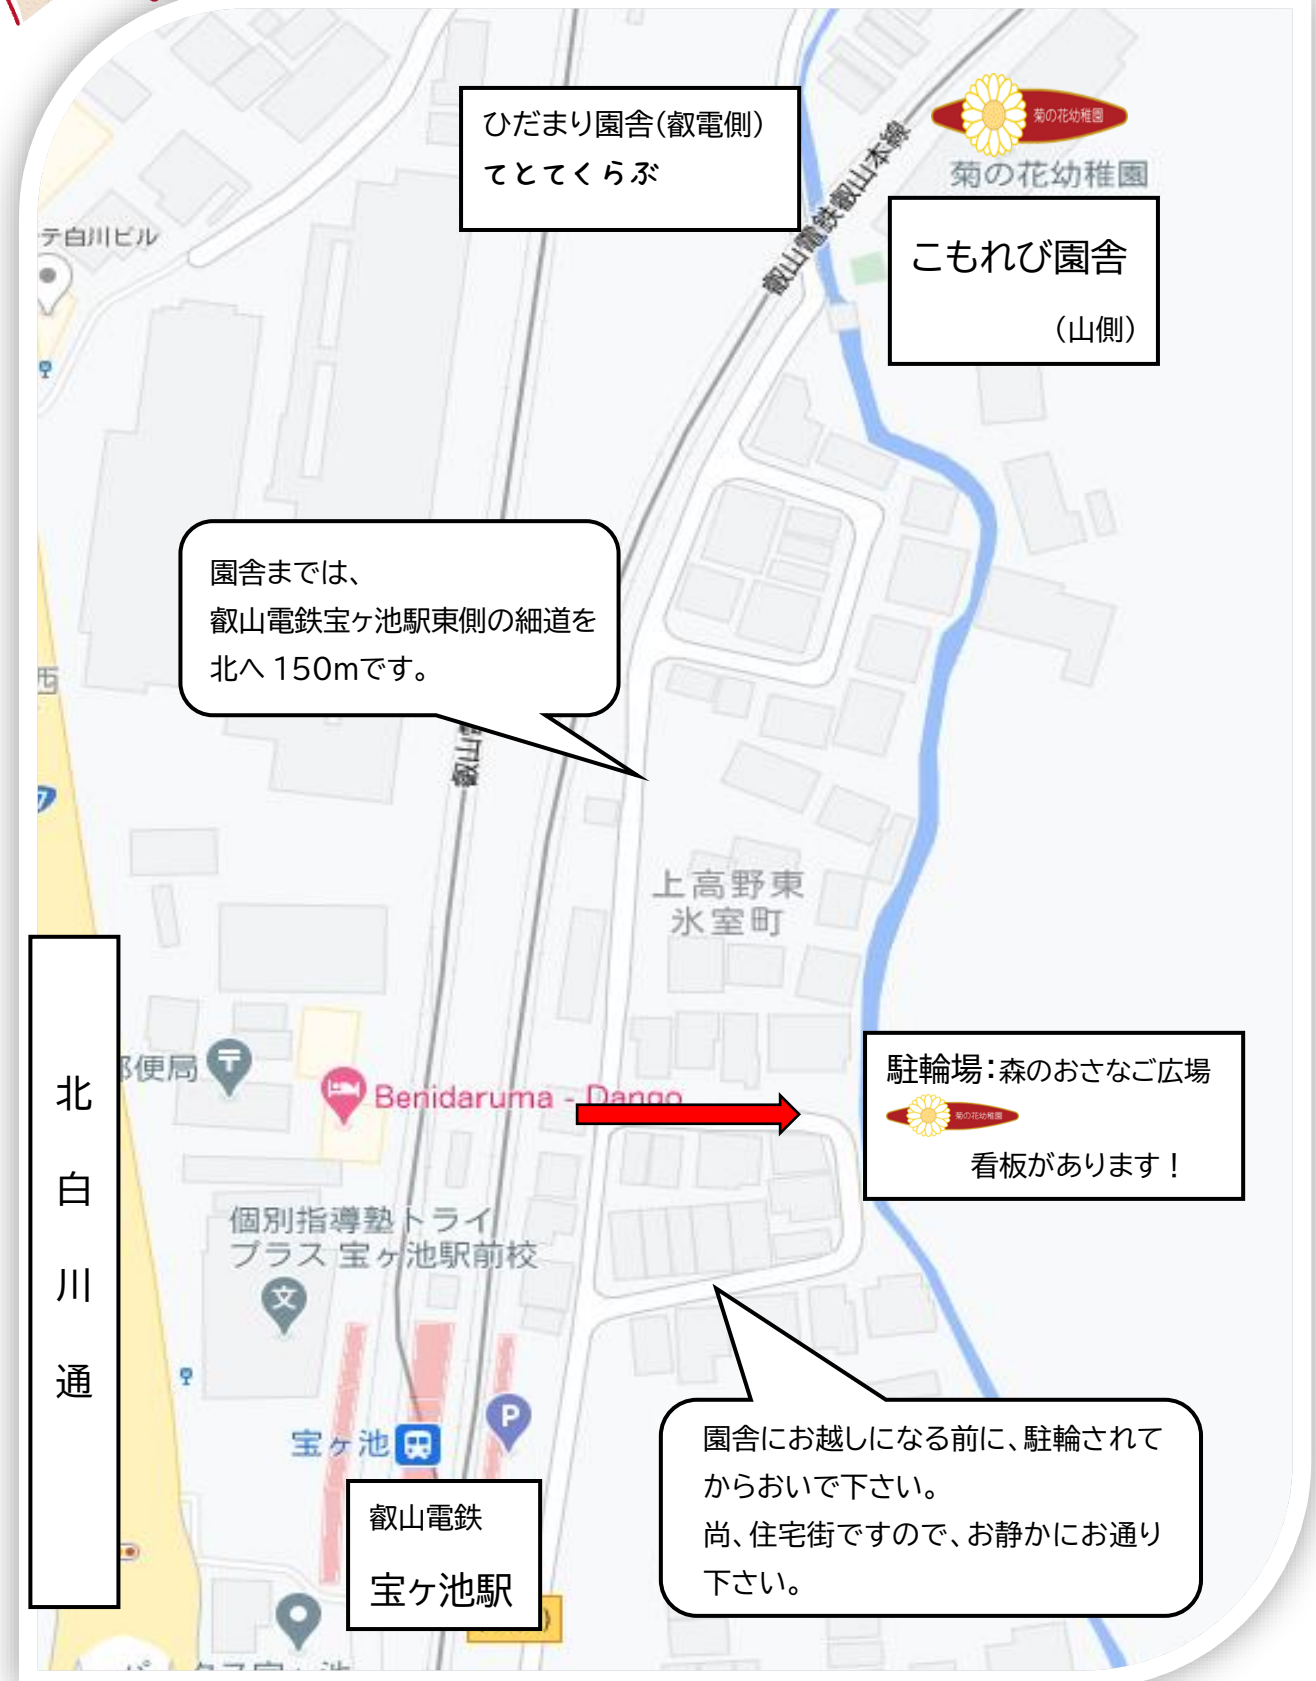 ひだまり園舎(叡電側)
てとてくらぶ
菊の花幼稚園
菊の花幼稚園
叡山電鉄叡山本線
こもれび園舎
(山側)
テ白川ビル
園舎までは、
叡山電鉄宝ヶ池駅東側の細道を
北へ150mです。
西
叡山電
7
上高野東
氷室町
北白川通
郵便局
Benidaruma - Dango
駐輪場：森のおさなご広場
菊の花幼稚園
看板があります！
個別指導塾トライ
プラス 宝ヶ池駅前校
文
宝ヶ池
P
叡山電鉄
宝ヶ池駅
園舎にお越しになる前に、駐輪されて
からおいで下さい。
尚、住宅街ですので、お静かにお通り
下さい。